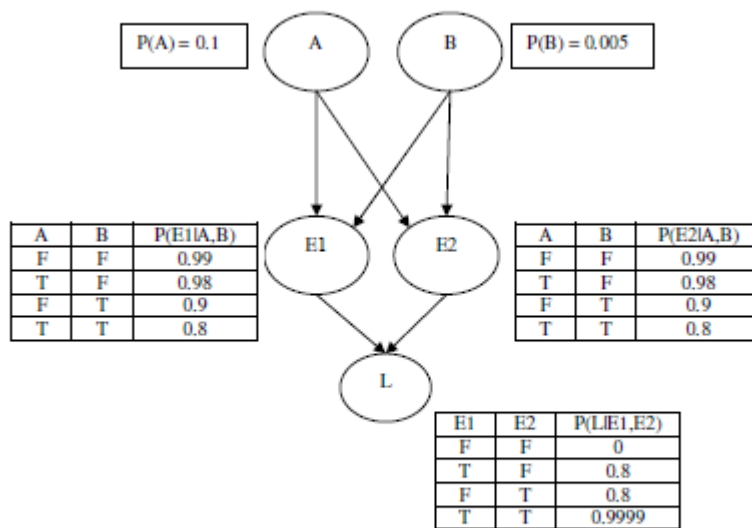 P(A) = 0.1
A
B
P(B) = 0.005
A B P(E1|A,B)
F F 0.99
T F 0.98
F T 0.9
T T 0.8
E1
E2
A B P(E2|A,B)
F F 0.99
T F 0.98
F T 0.9
T T 0.8
L
E1 E2 P(L|E1,E2)
F F 0
T F 0.8
F T 0.8
T T 0.9999